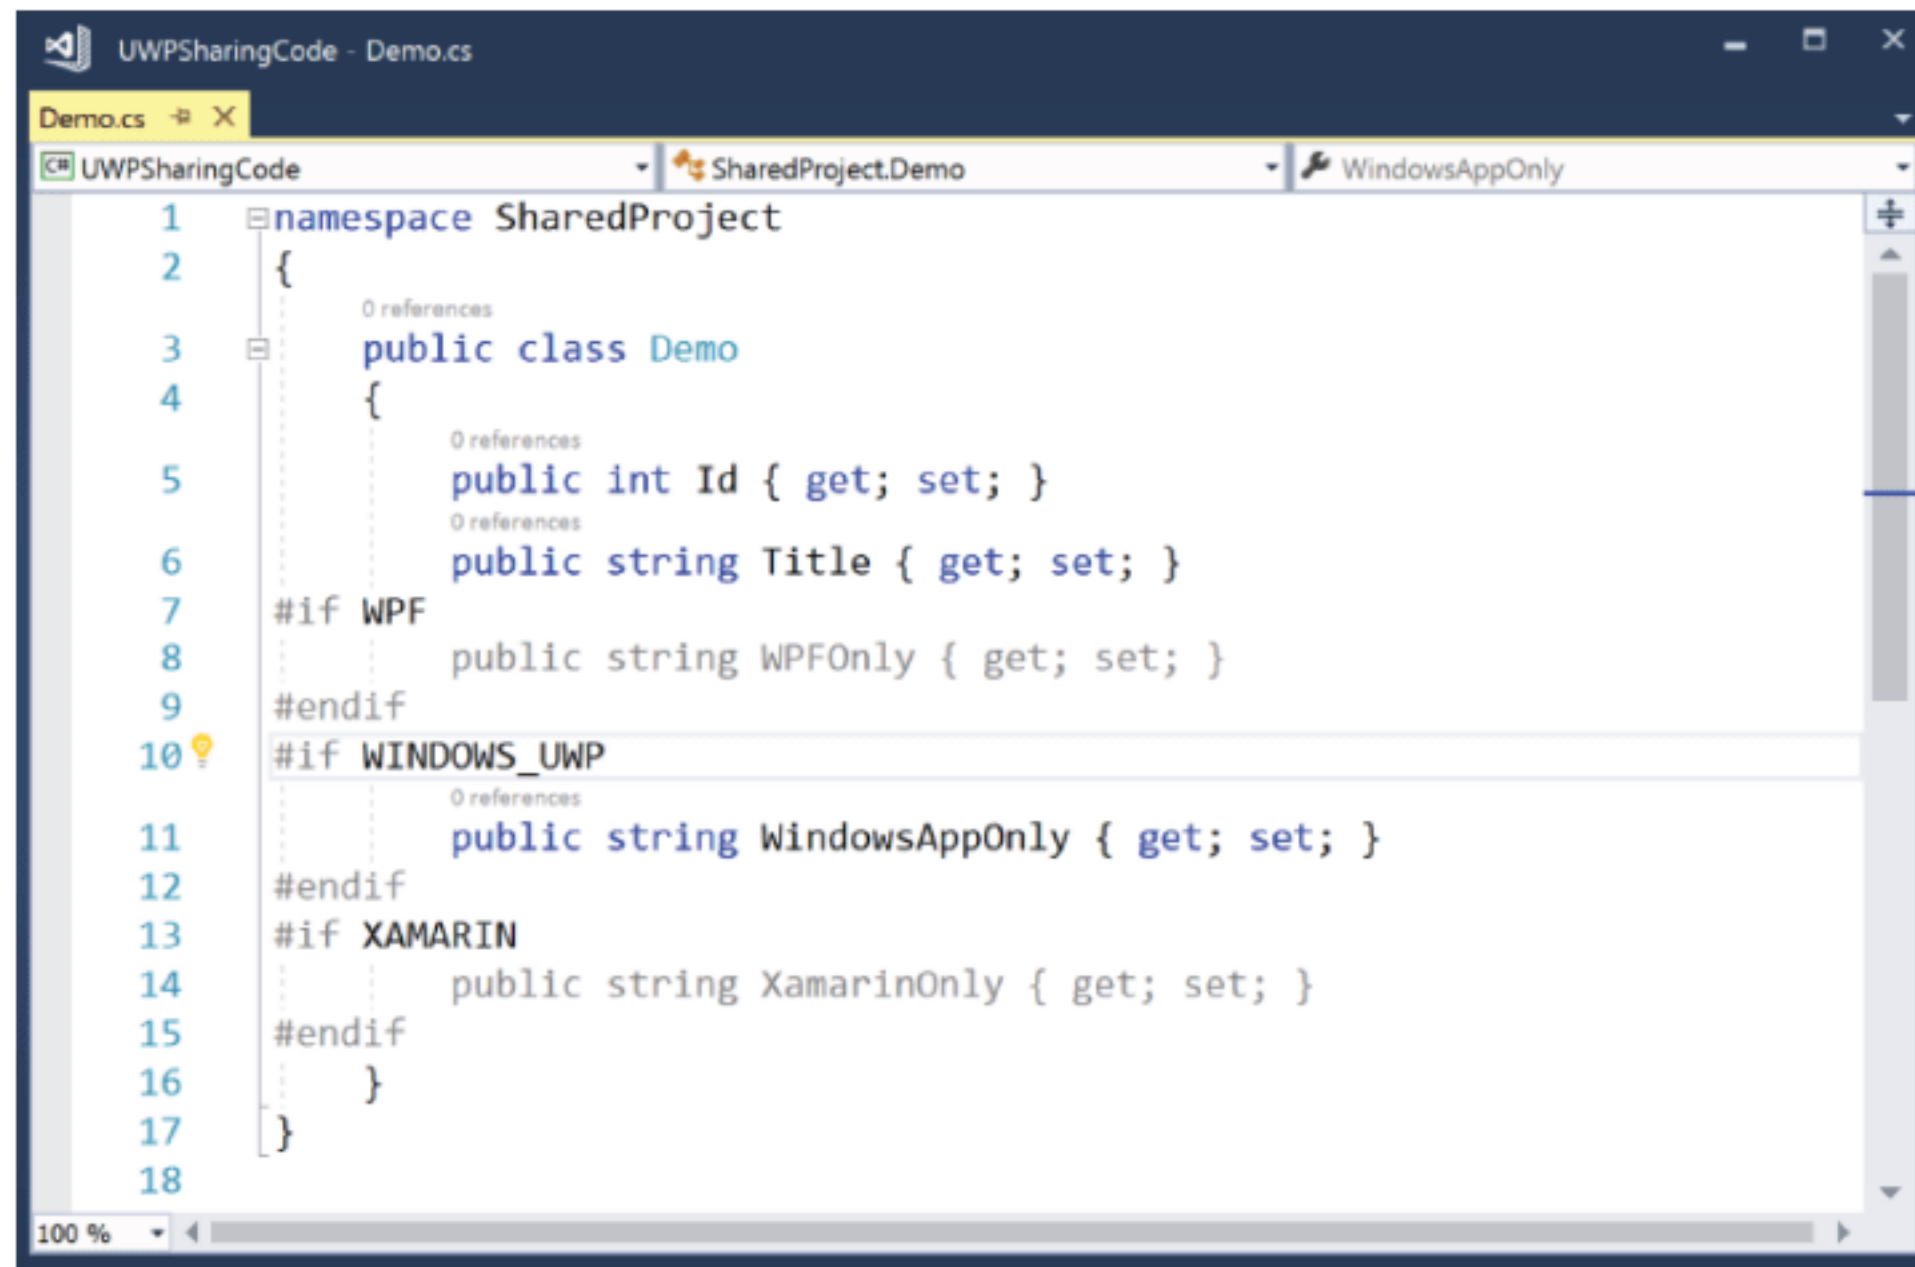 UWPSharingCode - Demo.cs
Demo.cs
C# UWPSharingCode SharedProject.Demo WindowsAppOnly
1 namespace SharedProject
2 {
0 references
3 public class Demo
4 {
0 references
5 public int Id { get; set; }
0 references
6 public string Title { get; set; }
7 #if WPF
8 public string WPFOnly { get; set; }
9 #endif
10 #if WINDOWS_UWP
0 references
11 public string WindowsAppOnly { get; set; }
12 #endif
13 #if XAMARIN
14 public string XamarinOnly { get; set; }
15 #endif
16 }
17 }
18
100 %